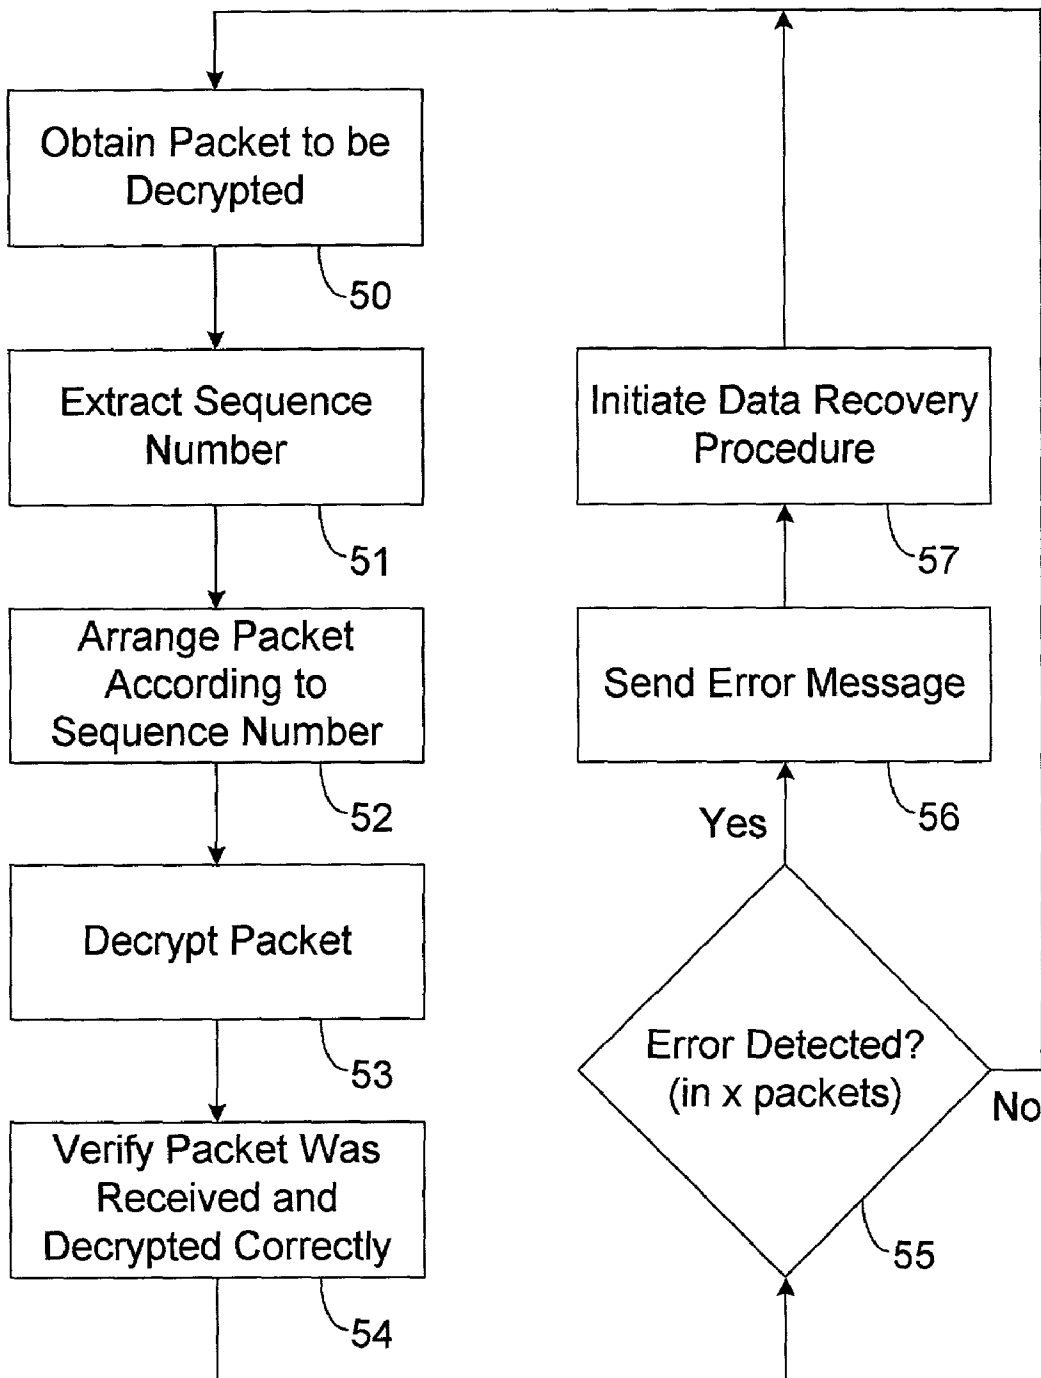 Obtain Packet to be
Decrypted
50
Extract Sequence
Number
51
Arrange Packet
According to
Sequence Number
52
Decrypt Packet
53
Verify Packet Was
Received and
Decrypted Correctly
54
Initiate Data Recovery
Procedure
57
Send Error Message
56
Yes
Error Detected?
(in x packets)
No
55